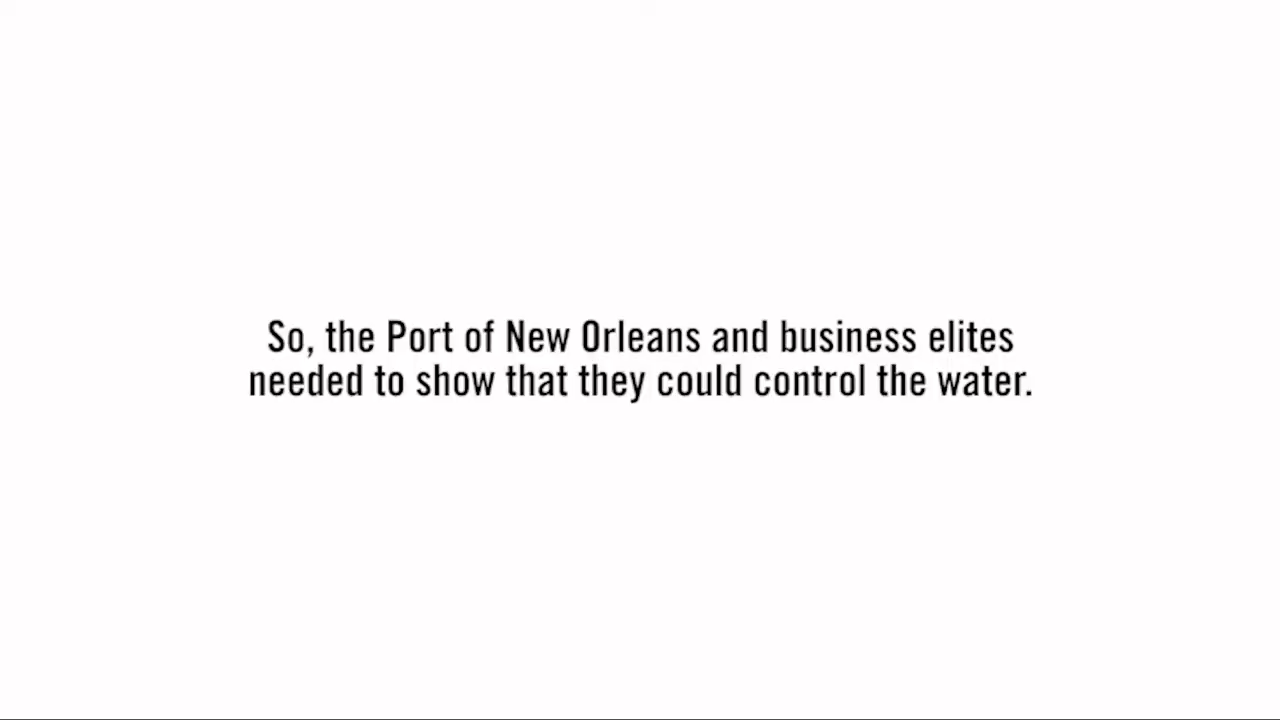 So, the Port of New Orleans and business elites
needed to show that they could control the water.